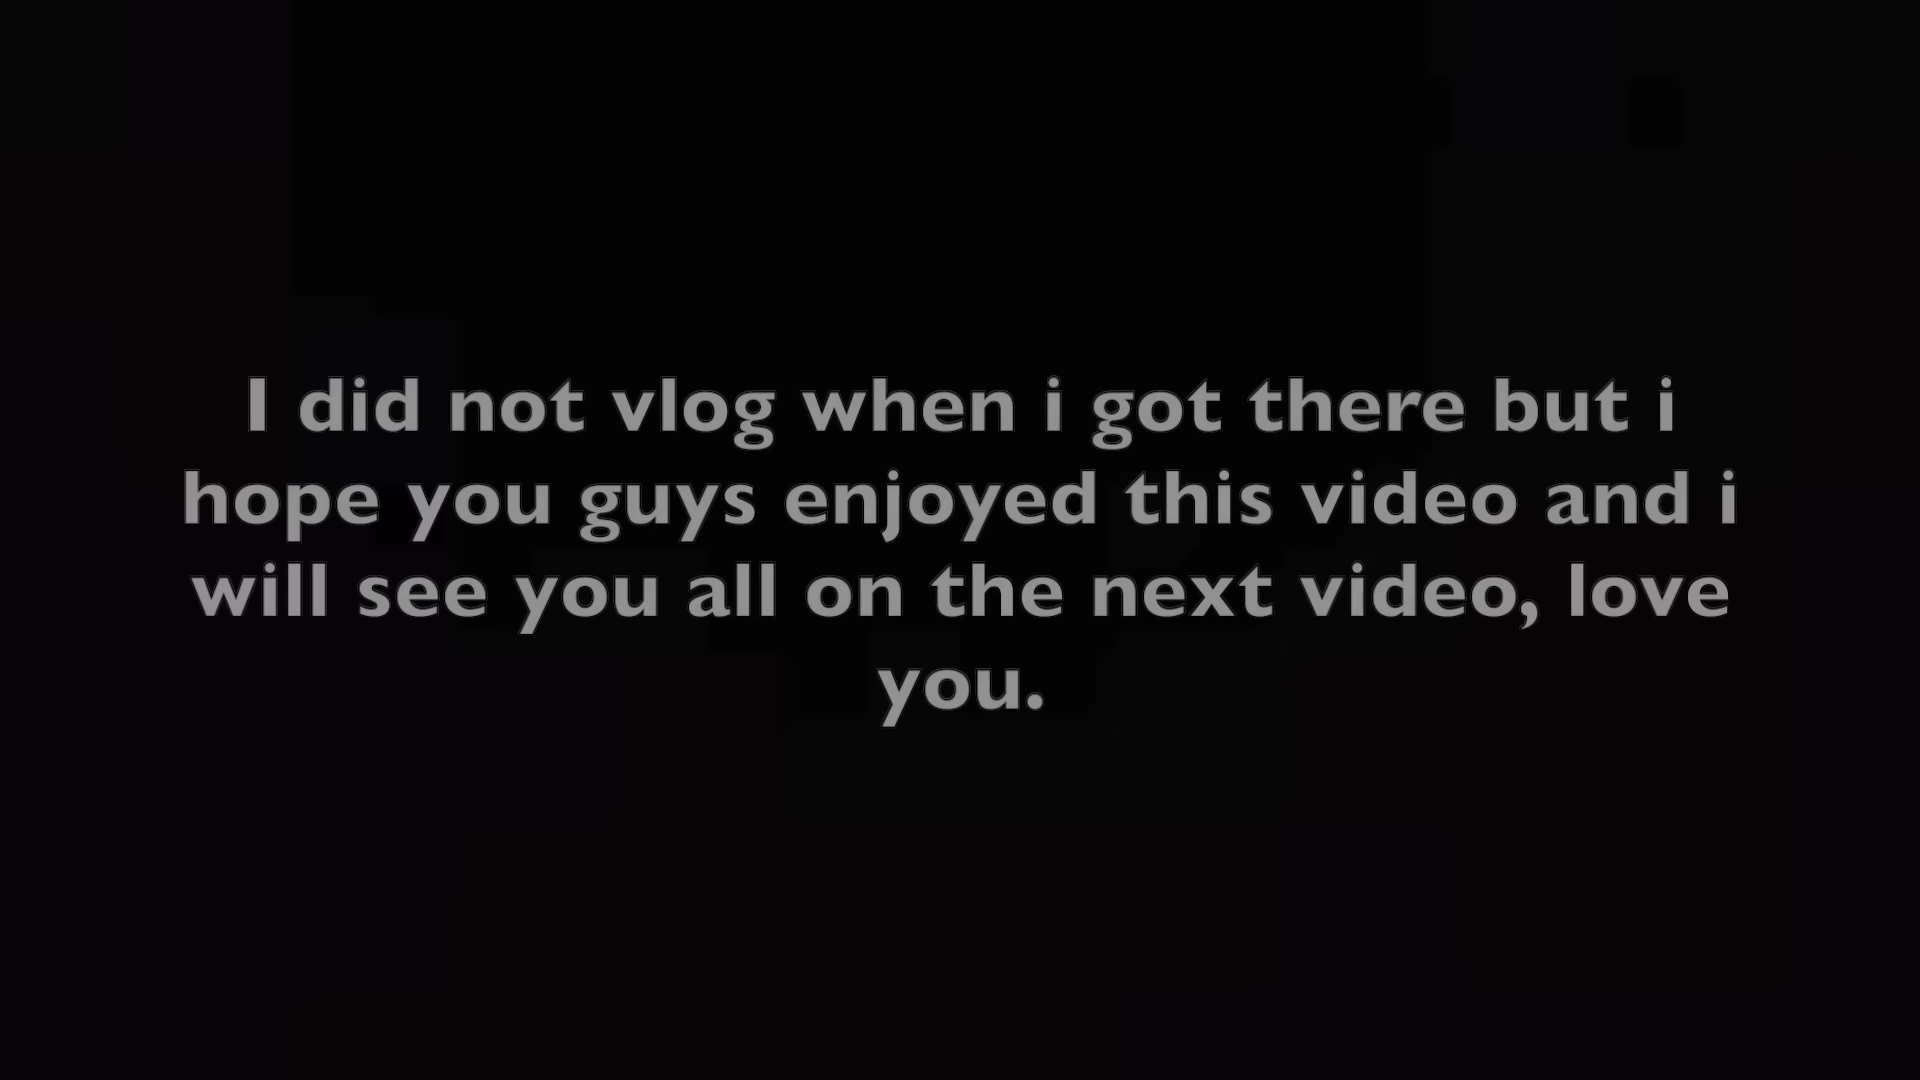 I did not vlog when i got there but i
hope you guys enjoyed this video and i
will see you all on the next video, love
you.